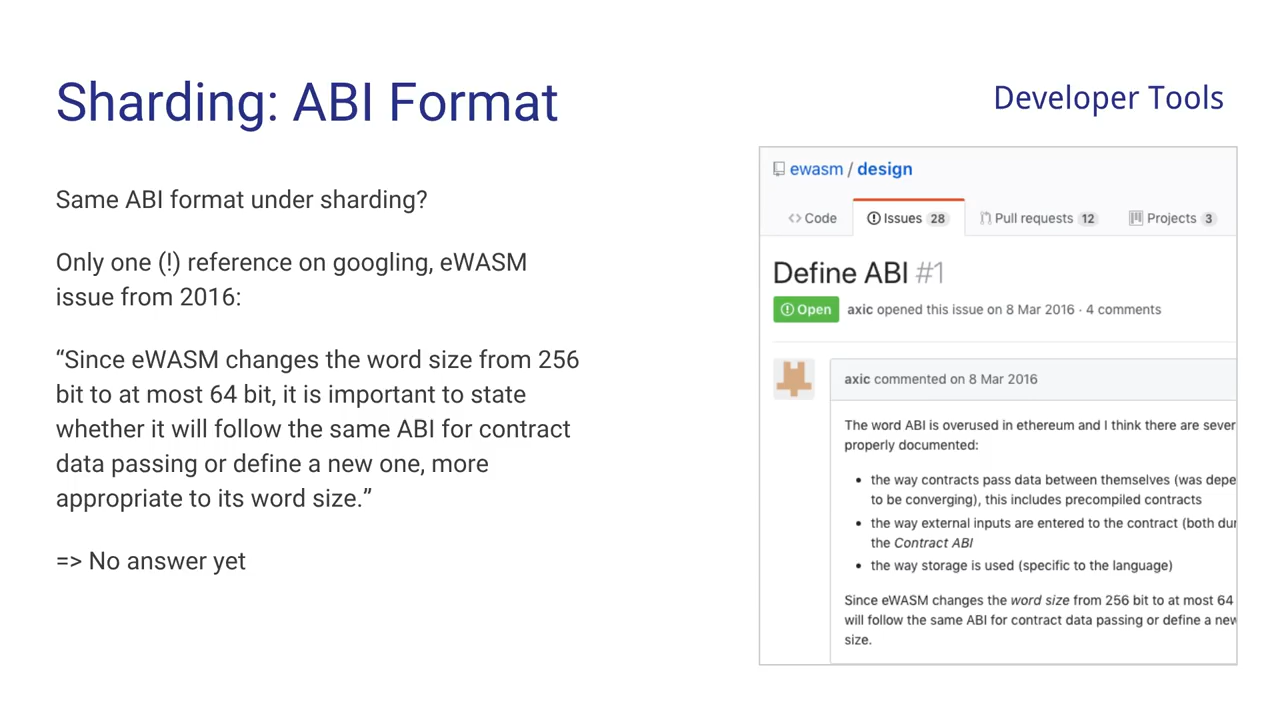 Sharding: ABI Format
Developer Tools
Same ABI format under sharding?
Only one (!) reference on googling, eWASM
issue from 2016:
“Since eWASM changes the word size from 256
bit to at most 64 bit, it is important to state
whether it will follow the same ABI for contract
data passing or define a new one, more
appropriate to its word size.”
=> No answer yet
ewasm / design
<> Code
Issues 28
Pull requests 12
Projects 3
Define ABI #1
Open
axic opened this issue on 8 Mar 2016 · 4 comments
axic commented on 8 Mar 2016
The word ABI is overused in ethereum and I think there are sever
properly documented:
• the way contracts pass data between themselves (was depe
to be converging), this includes precompiled contracts
• the way external inputs are entered to the contract (both dur
the Contract ABI
• the way storage is used (specific to the language)
Since eWASM changes the word size from 256 bit to at most 64
will follow the same ABI for contract data passing or define a new
size.